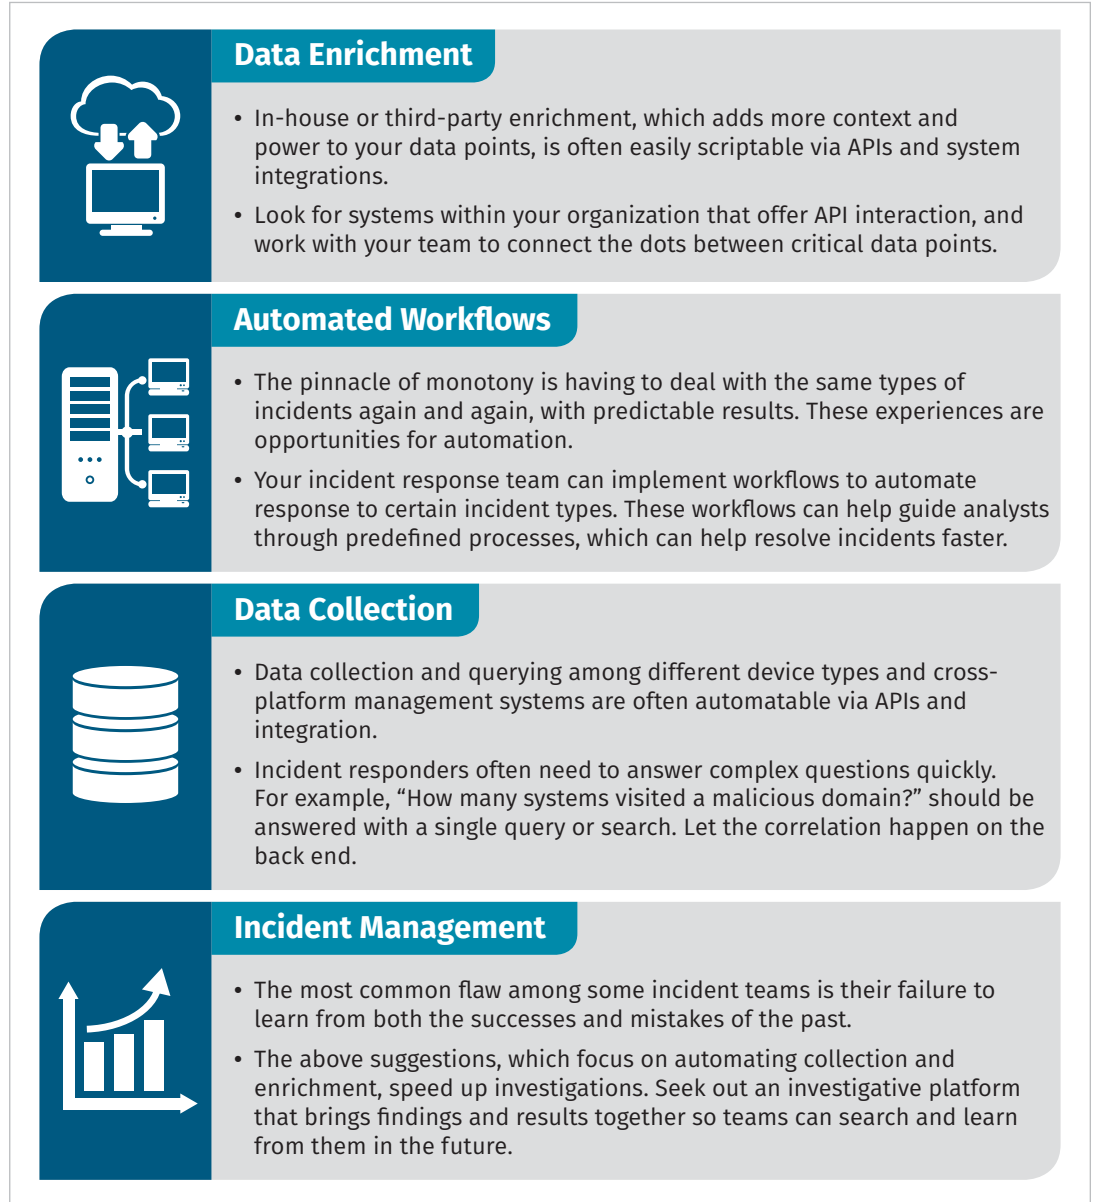 Data Enrichment
• In-house or third-party enrichment, which adds more context and
power to your data points, is often easily scriptable via APIs and system
integrations.
• Look for systems within your organization that offer API interaction, and
work with your team to connect the dots between critical data points.
Automated Workflows
• The pinnacle of monotony is having to deal with the same types of
incidents again and again, with predictable results. These experiences are
opportunities for automation.
• Your incident response team can implement workflows to automate
response to certain incident types. These workflows can help guide analysts
through predefined processes, which can help resolve incidents faster.
Data Collection
• Data collection and querying among different device types and cross-
platform management systems are often automatable via APIs and
integration.
• Incident responders often need to answer complex questions quickly.
For example, “How many systems visited a malicious domain?” should be
answered with a single query or search. Let the correlation happen on the
back end.
Incident Management
• The most common flaw among some incident teams is their failure to
learn from both the successes and mistakes of the past.
• The above suggestions, which focus on automating collection and
enrichment, speed up investigations. Seek out an investigative platform
that brings findings and results together so teams can search and learn
from them in the future.